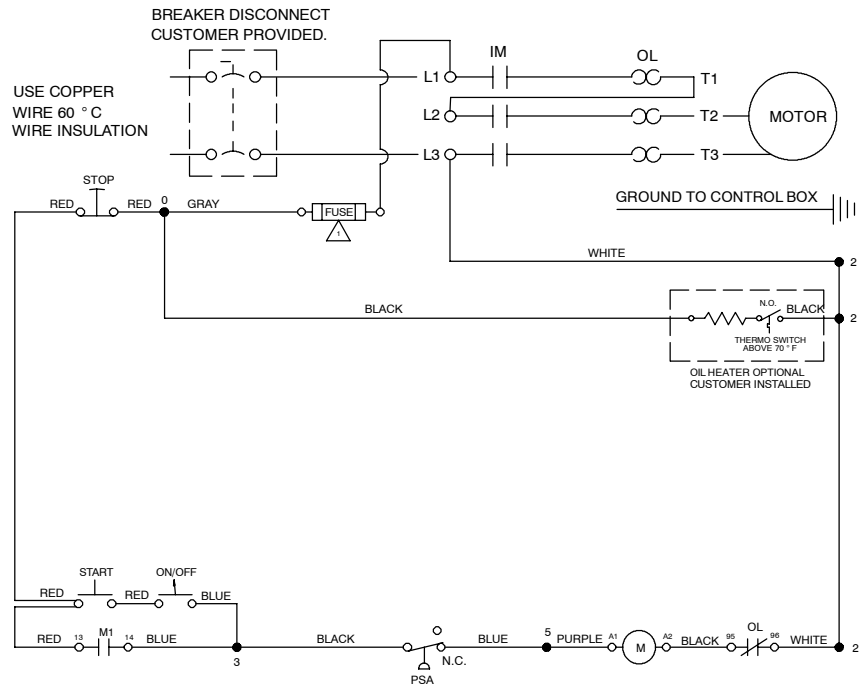 BREAKER DISCONNECT
CUSTOMER PROVIDED.
USE COPPER
WIRE 60 ° C
WIRE INSULATION
IM
OL
L1
T1
L2
T2
MOTOR
L3
T3
STOP
RED
RED
0
GRAY
FUSE
1
GROUND TO CONTROL BOX
WHITE
2
BLACK
N.O.
BLACK
2
THERMO SWITCH
ABOVE 70 ° F
OIL HEATER OPTIONAL
CUSTOMER INSTALLED
START
ON/OFF
RED
RED
BLUE
RED
13
M1
14
BLUE
3
BLACK
N.C.
PSA
BLUE
5
PURPLE
A1
M
A2
BLACK
95
OL
96
WHITE
2